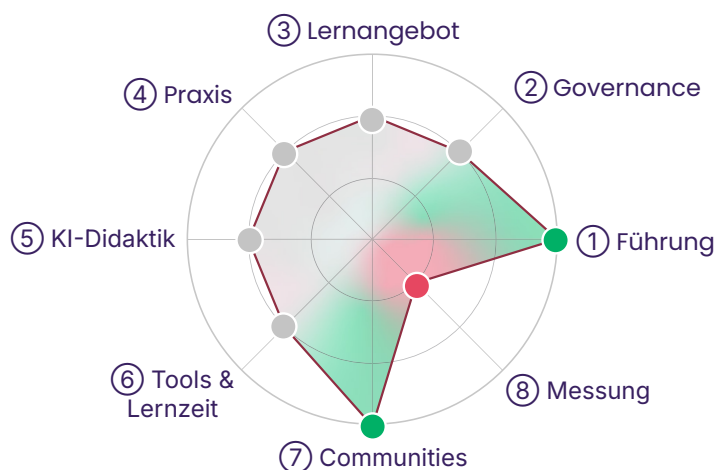 ③ Lernangebot
④ Praxis
② Governance
⑤ KI-Didaktik
① Führung
⑥ Tools &
Lernzeit
⑧ Messung
⑦ Communities